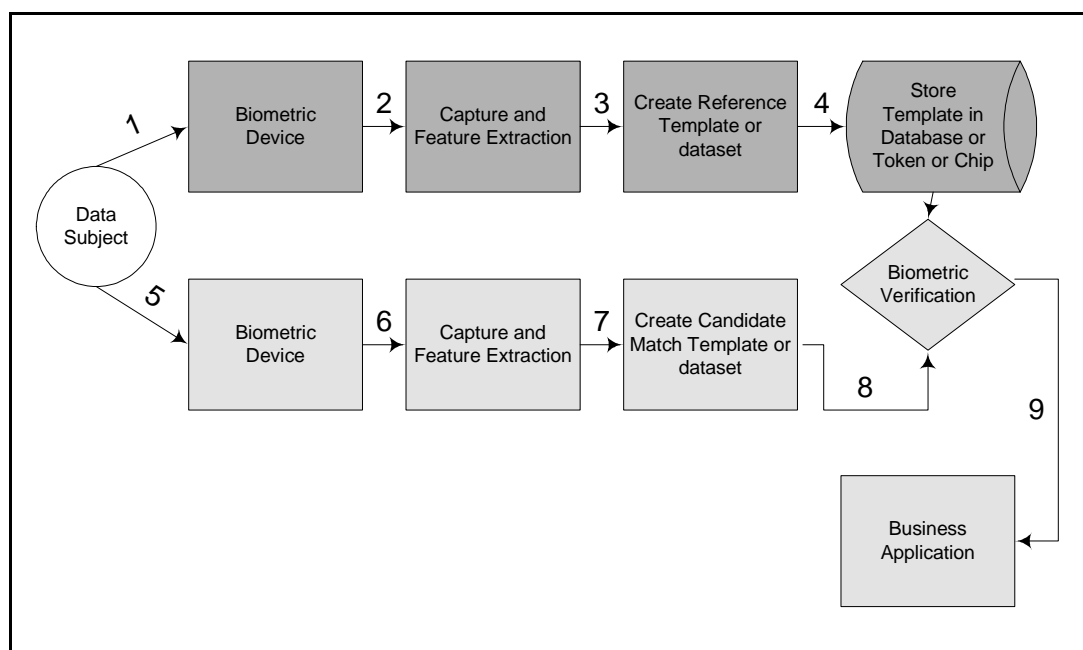 1
Biometric
Device
2
Capture and
Feature Extraction
3
Create Reference
Template or
dataset
4
Store
Template in
Database or
Token or Chip
Data
Subject
5
Biometric
Device
6
Capture and
Feature Extraction
7
Create Candidate
Match Template or
dataset
8
Biometric
Verification
9
Business
Application